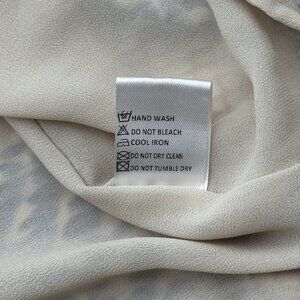 HAND WASH
DO NOT BLEACH
COOL IRON
DO NOT DRY CLEAN
DO NOT TUMBLE DRY